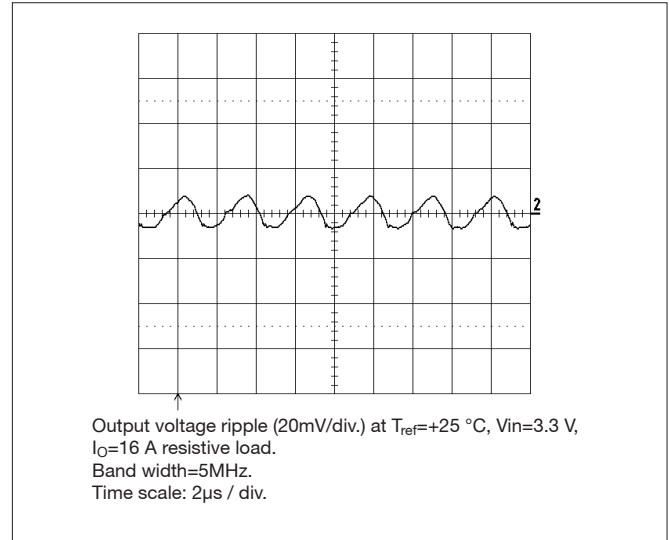 2
Output voltage ripple (20mV/div.) at Tref=+25 °C, Vin=3.3 V,
IO=16 A resistive load.
Band width=5MHz.
Time scale: 2µs / div.